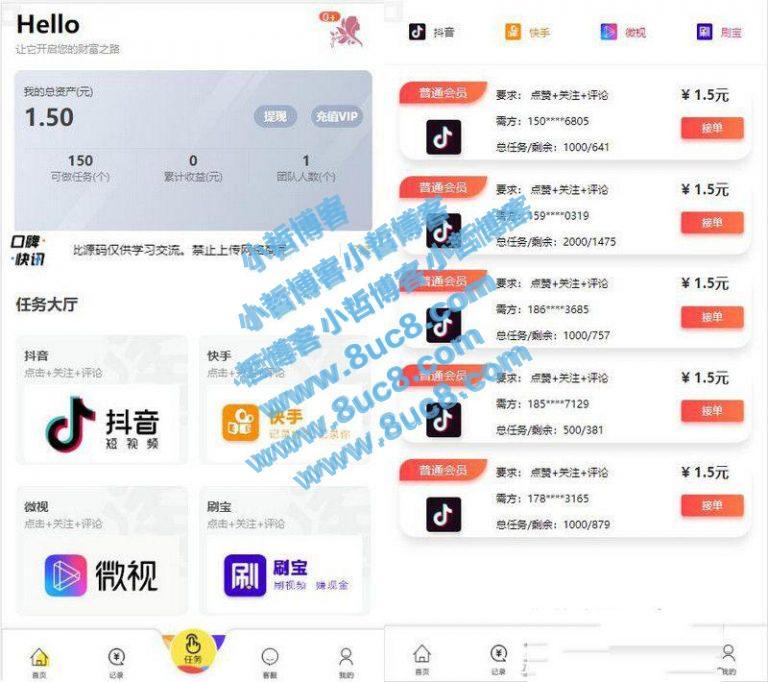 Hello
0+
让它开启您的财富之路
我的总资产(元)
1.50
提现
充值VIP
150
0
1
可做任务(个)
累计收益(元)
团队人数(个)
口牌
快讯
比源码仅供学习交流。禁止上传网络商
任务大厅
抖音
点击+关注+评论
抖音
短视频
快手
点击+关注+评论
快手
微视
点击+关注+评论
微视
刷宝
点击+关注+评论
刷宝
刷视频 赚现金
首页
记录
任务
客服
我的
抖音
快手
微视
刷宝
普通会员
要求： 点赞+关注+评论
¥ 1.5元
需方：150****6805
接单
总任务/剩余：1000/641
普通会员
要求： 点赞+关注+评论
¥ 1.5元
需方：159****0319
接单
总任务/剩余：2000/1475
普通会员
要求： 点赞+关注+评论
¥ 1.5元
需方：186****3685
接单
总任务/剩余：1000/757
普通会员
要求： 点赞+关注+评论
¥ 1.5元
需方：185****7129
接单
总任务/剩余：500/381
普通会员
要求： 点赞+关注+评论
¥ 1.5元
需方：178****3165
接单
总任务/剩余：1000/879
首页
记录
我的
小哲博客
小哲博客小哲博客
哲博客小哲博客
www.8uc8.com
www.8uc8.com
www.8uc8.com